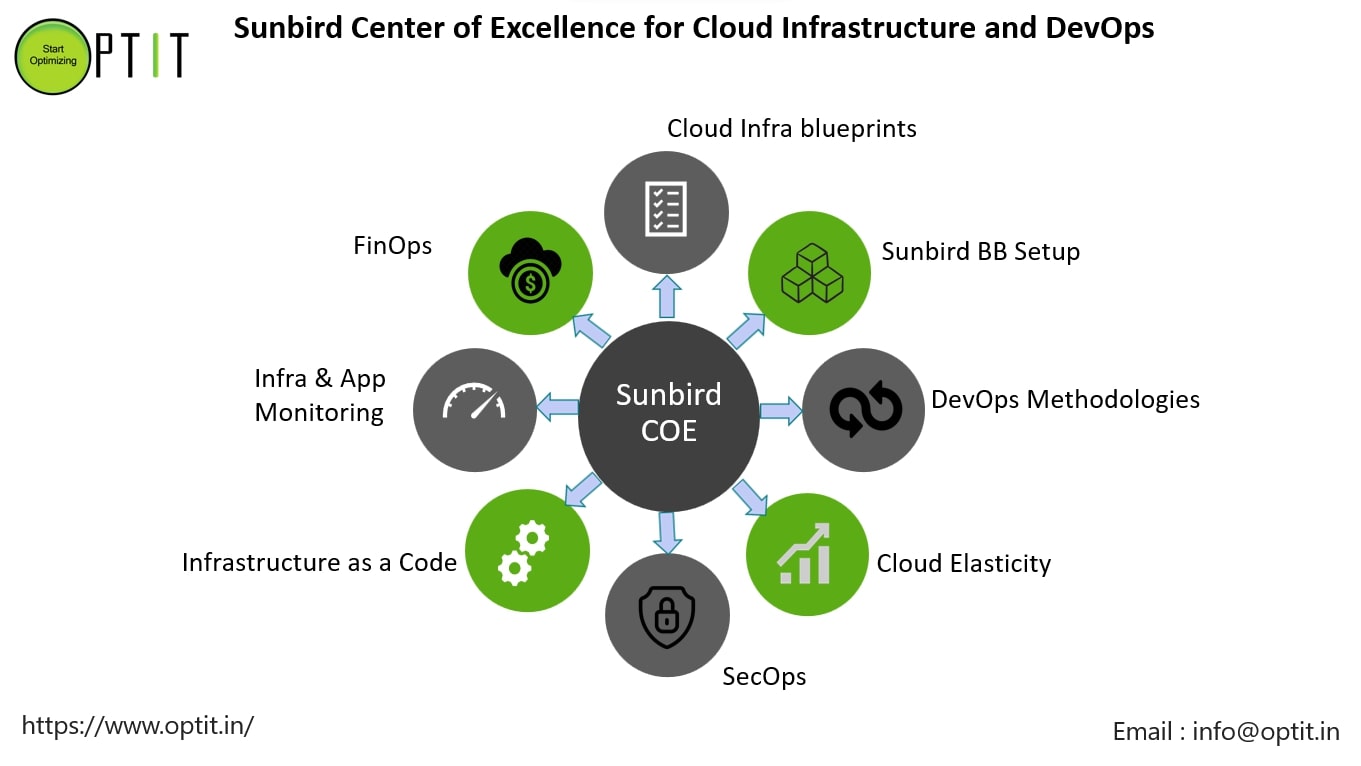 Sunbird Center of Excellence for Cloud Infrastructure and DevOps
Start
Optimizing
OPTIT
Cloud Infra blueprints
FinOps
Sunbird BB Setup
Infra & App
Monitoring
Sunbird
COE
DevOps Methodologies
Infrastructure as a Code
Cloud Elasticity
SecOps
https://www.optit.in/
Email : info@optit.in